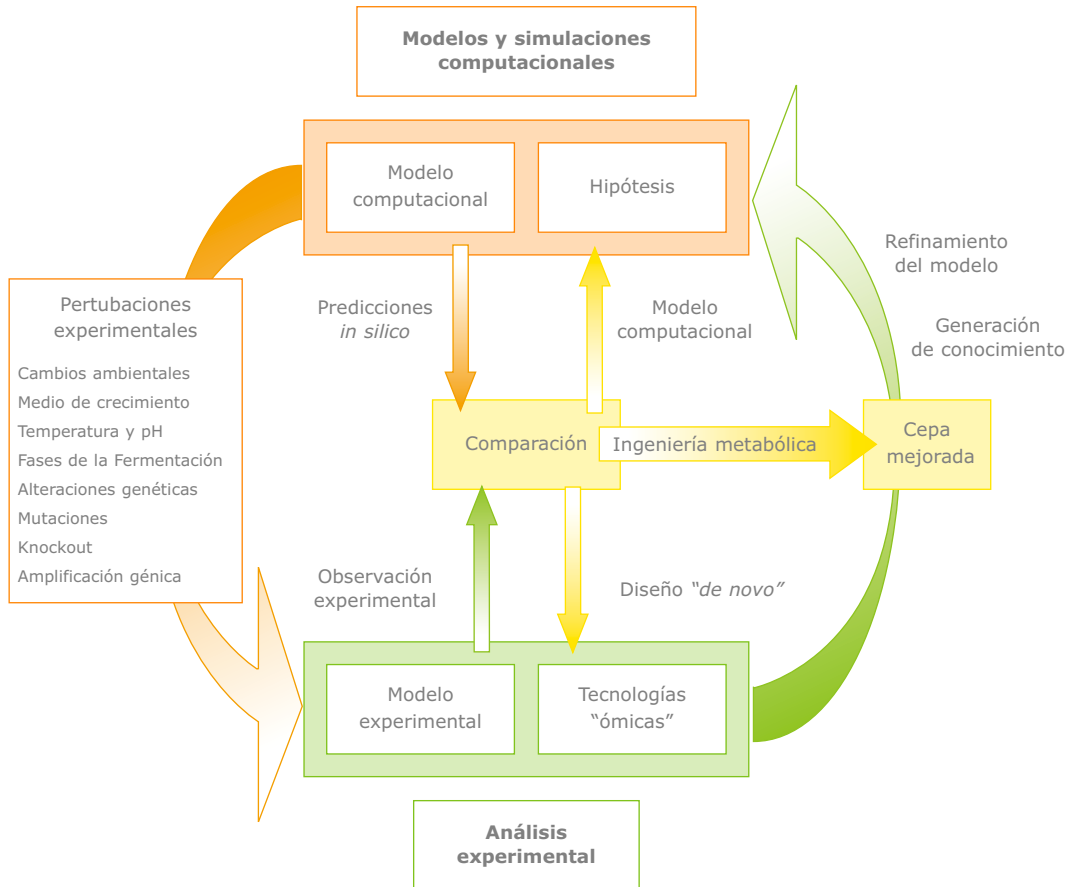 Modelos y simulaciones
computacionales
Modelo
computacional
Hipótesis
Refinamiento
del modelo
Generación
de conocimiento
Pertubaciones
experimentales
Cambios ambientales
Medio de crecimiento
Temperatura y pH
Fases de la Fermentación
Alteraciones genéticas
Mutaciones
Knockout
Amplificación génica
Predicciones
in silico
Modelo
computacional
Comparación
Ingeniería metabólica
Cepa
mejorada
Observación
experimental
Diseño “de novo”
Modelo
experimental
Tecnologías
“ómicas”
Análisis
experimental